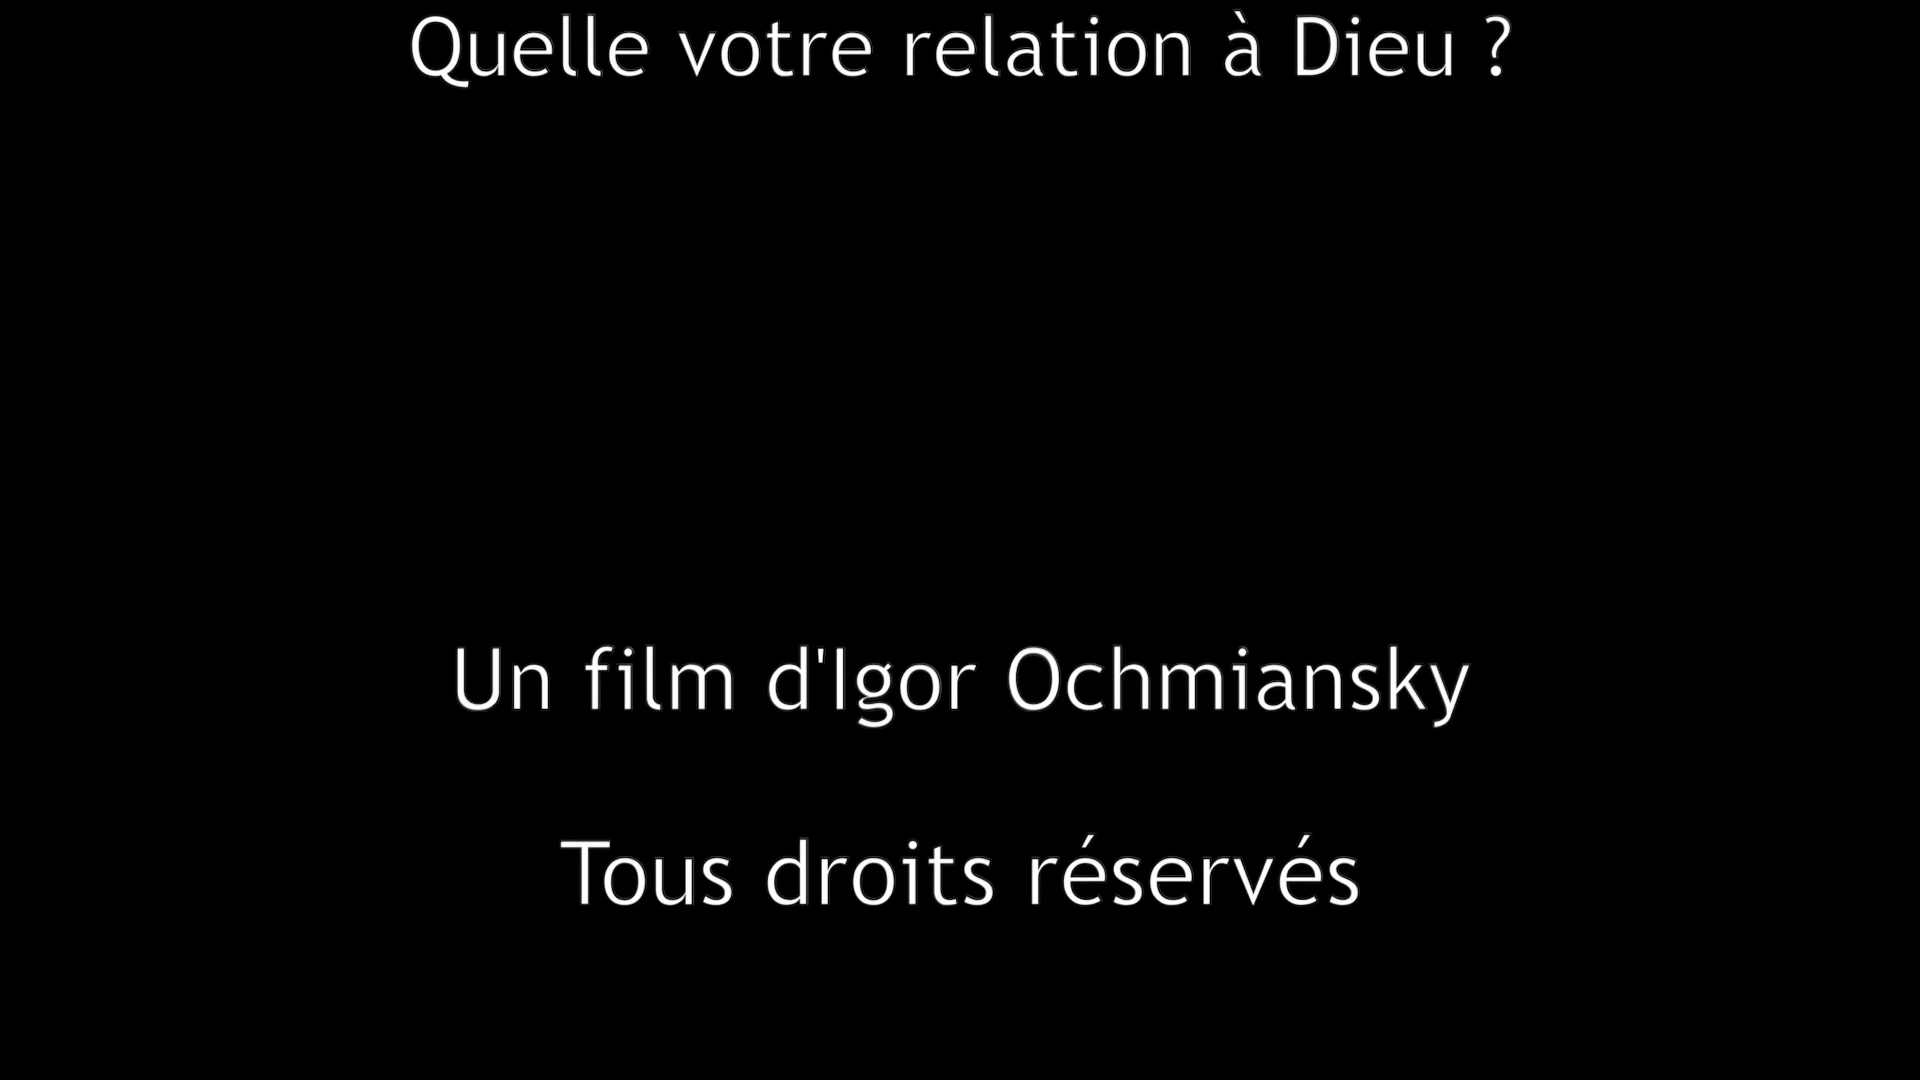 Quelle votre relation à Dieu ?
Un film d'Igor Ochmiansky
Tous droits réservés